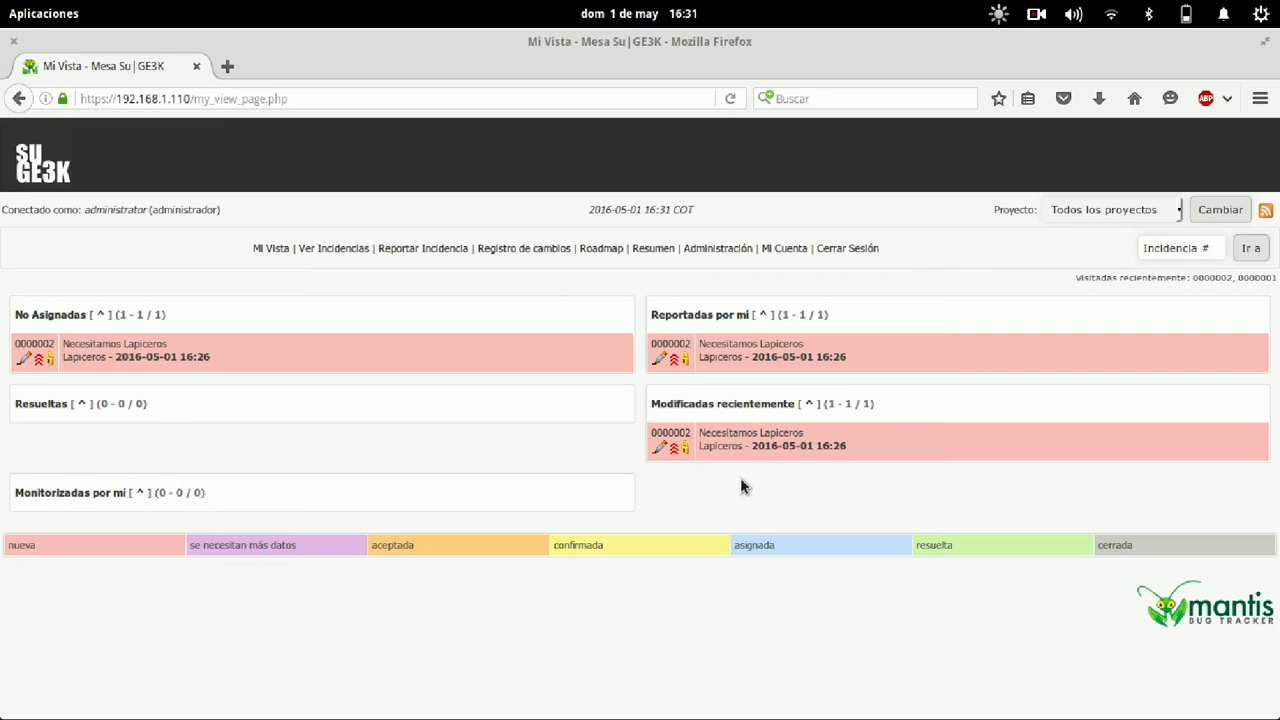 Aplicaciones
dom 1 de may 16:31
Mi Vista - Mesa Su|GE3K - Mozilla Firefox
Mi Vista - Mesa Su|GE3K
https://192.168.1.110/my_view_page.php
Buscar
ABP
SU
GE3K
Conectado como: administrator (administrador)
2016-05-01 16:31 COT
Proyecto: Todos los proyectos Cambiar
Mi Vista | Ver Incidencias | Reportar Incidencia | Registro de cambios | Roadmap | Resumen | Administración | Mi Cuenta | Cerrar Sesión
Incidencia # Ir a
Visitadas recientemente: 0000002, 0000001
No Asignadas [ ^ ] (1 - 1 / 1)
0000002 Necesitamos Lapiceros
Lapiceros - 2016-05-01 16:26
Reportadas por mí [ ^ ] (1 - 1 / 1)
0000002 Necesitamos Lapiceros
Lapiceros - 2016-05-01 16:26
Resueltas [ ^ ] (0 - 0 / 0)
Modificadas recientemente [ ^ ] (1 - 1 / 1)
0000002 Necesitamos Lapiceros
Lapiceros - 2016-05-01 16:26
Monitorizadas por mí [ ^ ] (0 - 0 / 0)
nueva se necesitan más datos aceptada confirmada asignada resuelta cerrada
mantis
BUG TRACKER